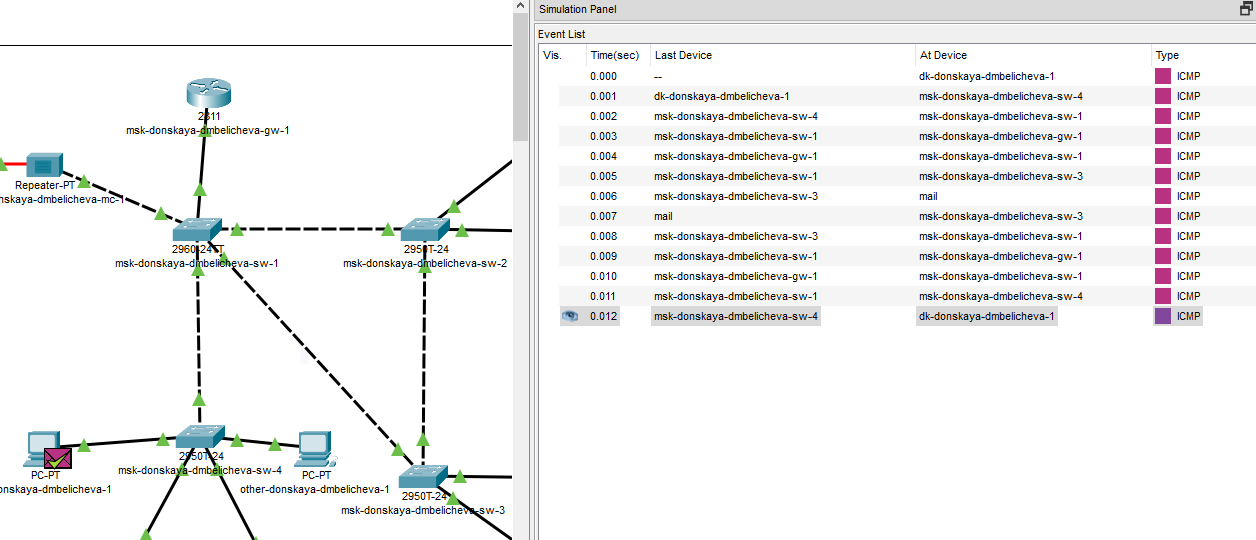 2811
msk-donskaya-dmbelicheva-gw-1
Repeater-PT
nskaya-dmbelicheva-mc-1
2960-24TT
msk-donskaya-dmbelicheva-sw-1
2950T-24
msk-donskaya-dmbelicheva-sw-2
PC-PT
onskaya-dmbelicheva-1
2950T-24
msk-donskaya-dmbelicheva-sw-4
PC-PT
other-donskaya-dmbelicheva-1
2950T-24
msk-donskaya-dmbelicheva-sw-3
Simulation Panel
Event List
Vis. Time(sec) Last Device At Device Type
0.000 -- dk-donskaya-dmbelicheva-1 ICMP
0.001 dk-donskaya-dmbelicheva-1 msk-donskaya-dmbelicheva-sw-4 ICMP
0.002 msk-donskaya-dmbelicheva-sw-4 msk-donskaya-dmbelicheva-sw-1 ICMP
0.003 msk-donskaya-dmbelicheva-sw-1 msk-donskaya-dmbelicheva-gw-1 ICMP
0.004 msk-donskaya-dmbelicheva-gw-1 msk-donskaya-dmbelicheva-sw-1 ICMP
0.005 msk-donskaya-dmbelicheva-sw-1 msk-donskaya-dmbelicheva-sw-3 ICMP
0.006 msk-donskaya-dmbelicheva-sw-3 mail ICMP
0.007 mail msk-donskaya-dmbelicheva-sw-3 ICMP
0.008 msk-donskaya-dmbelicheva-sw-3 msk-donskaya-dmbelicheva-sw-1 ICMP
0.009 msk-donskaya-dmbelicheva-sw-1 msk-donskaya-dmbelicheva-gw-1 ICMP
0.010 msk-donskaya-dmbelicheva-gw-1 msk-donskaya-dmbelicheva-sw-1 ICMP
0.011 msk-donskaya-dmbelicheva-sw-1 msk-donskaya-dmbelicheva-sw-4 ICMP
0.012 msk-donskaya-dmbelicheva-sw-4 dk-donskaya-dmbelicheva-1 ICMP